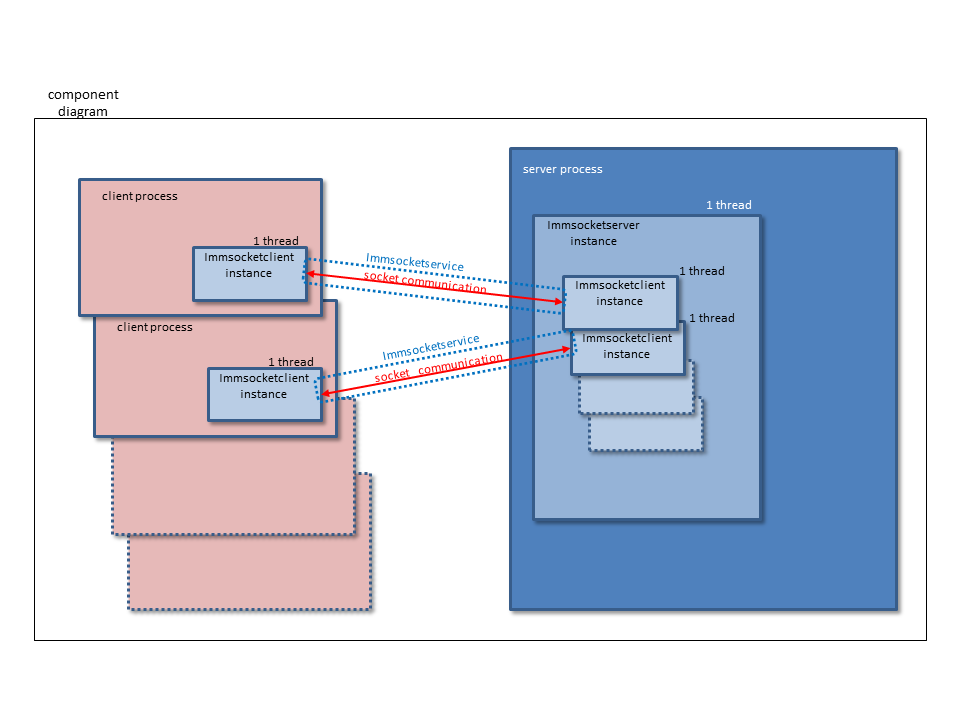 component
diagram
server process
client process
1 thread
Immsocketserver
instance
1 thread
Immsocketclient
instance
Immsocketservice
socket communication
1 thread
Immsocketclient
instance
client process
1 thread
Immsocketclient
instance
Immsocketservice
socket communication
1 thread
Immsocketclient
instance